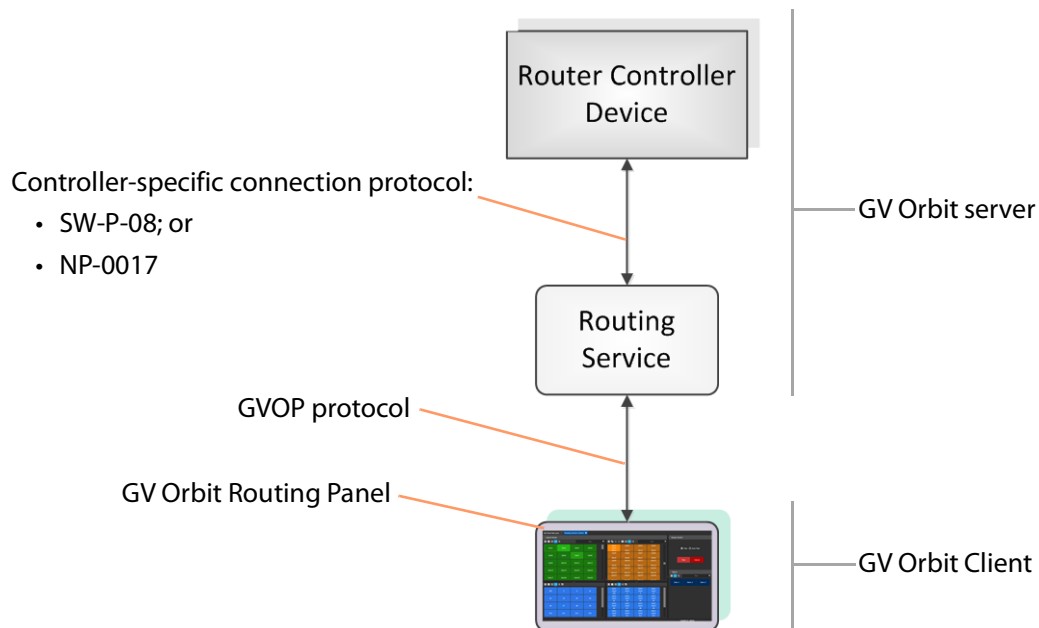 Router Controller
Device
Controller-specific connection protocol:
• SW-P-08; or
• NP-0017
GV Orbit server
Routing
Service
GVOP protocol
GV Orbit Routing Panel
GV Orbit Client